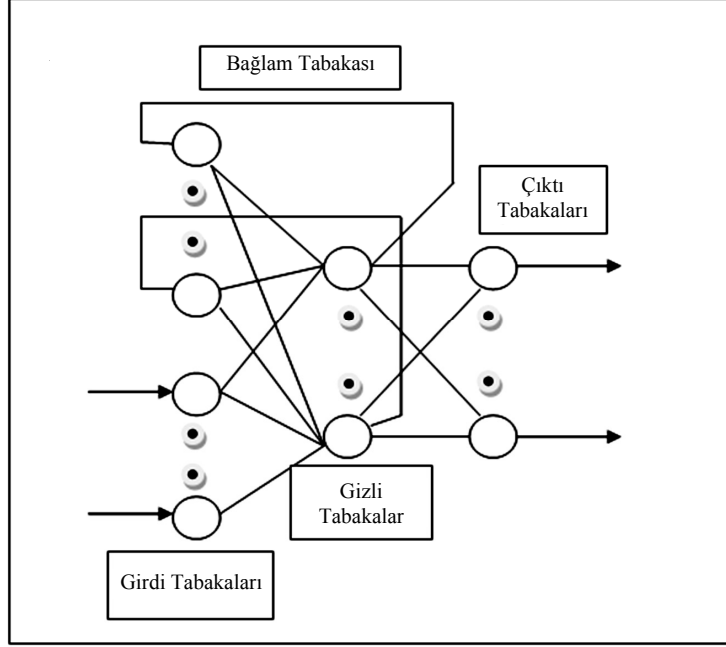 Bağlam Tabakası
Çıktı
Tabakaları
Gizli
Tabakalar
Girdi Tabakaları